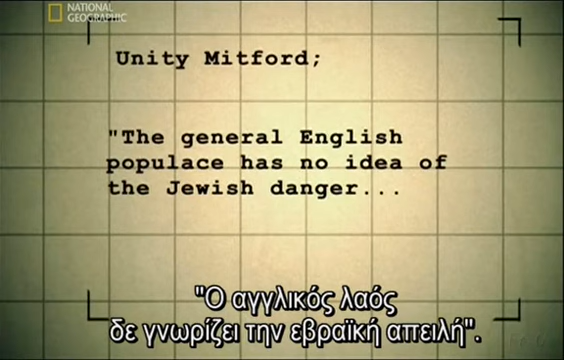 NATIONAL
GEOGRAPHIC
Unity Mitford;
"The general English
populace has no idea of
the Jewish danger...
"Ο αγγλικός λαός
δε γνωρίζει την εβραϊκή απειλή".